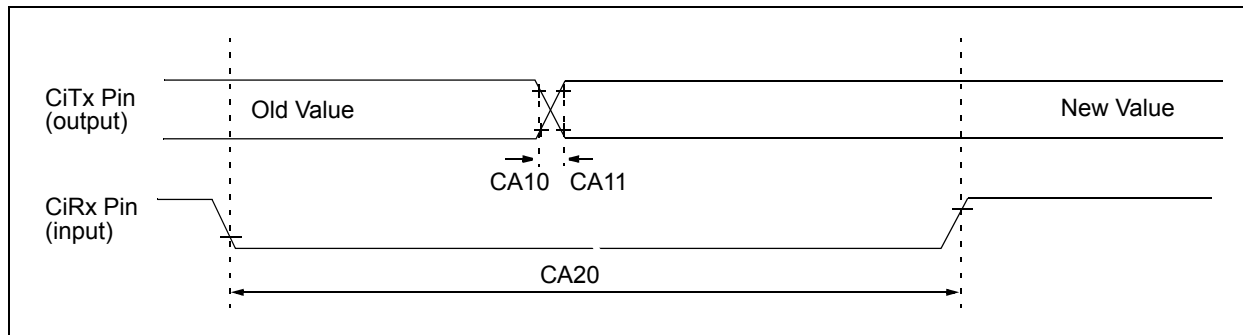 CiTx Pin
(output)
Old Value
New Value
CA10 CA11
CiRx Pin
(input)
CA20